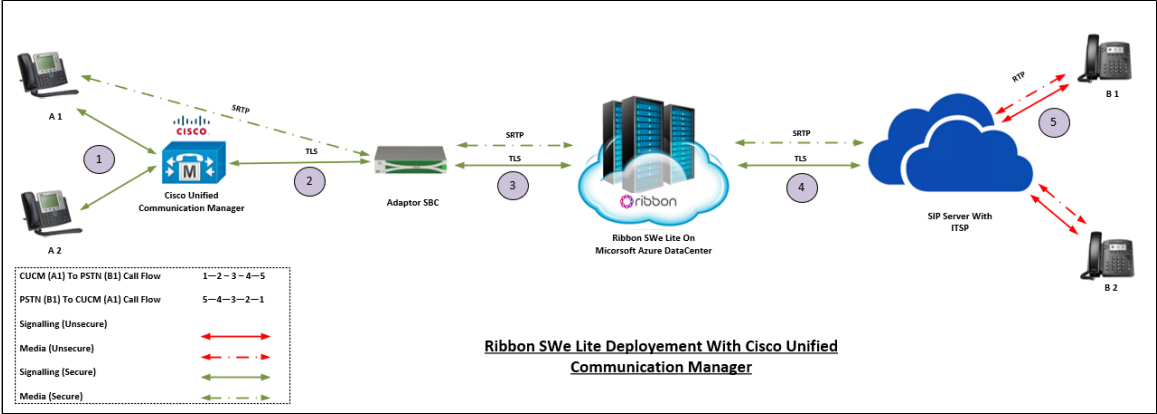 A 1
SRTP
CISCO
1
TLS
2
Cisco Unified
Communication Manager
A 2
Adaptor SBC
SRTP
TLS
3
ribbon
Ribbon SWe Lite On
Micorsoft Azure DataCenter
SRTP
TLS
4
SIP Server With
ITSP
RTP
B 1
5
B 2
CUCM (A1) To PSTN (B1) Call Flow 1—2 – 3 – 4—5
PSTN (B1) To CUCM (A1) Call Flow 5—4—3—2—1
Signalling (Unsecure)
Media (Unsecure)
Signalling (Secure)
Media (Secure)
Ribbon SWe Lite Deployement With Cisco Unified
Communication Manager
M